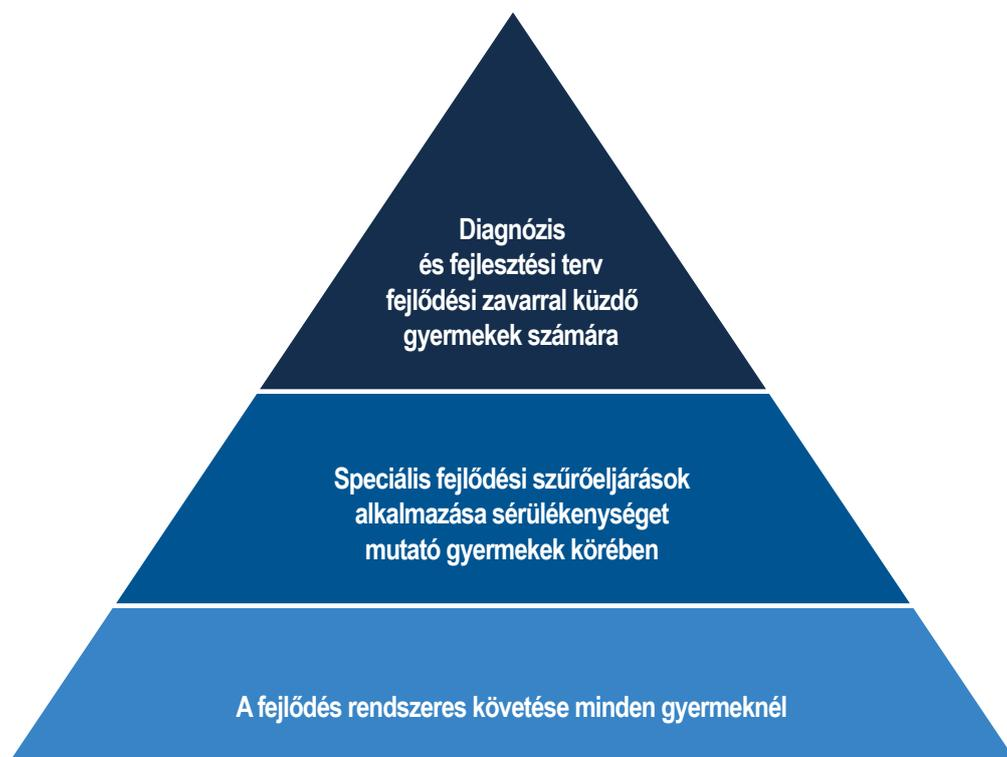 Diagnózis
és fejlesztési terv
fejlődési zavarral küzdő
gyermekek számára
Speciális fejlődési szűrőeljárások
alkalmazása sérülékenységet
mutató gyermekek körében
A fejlődés rendszeres követése minden gyermeknél